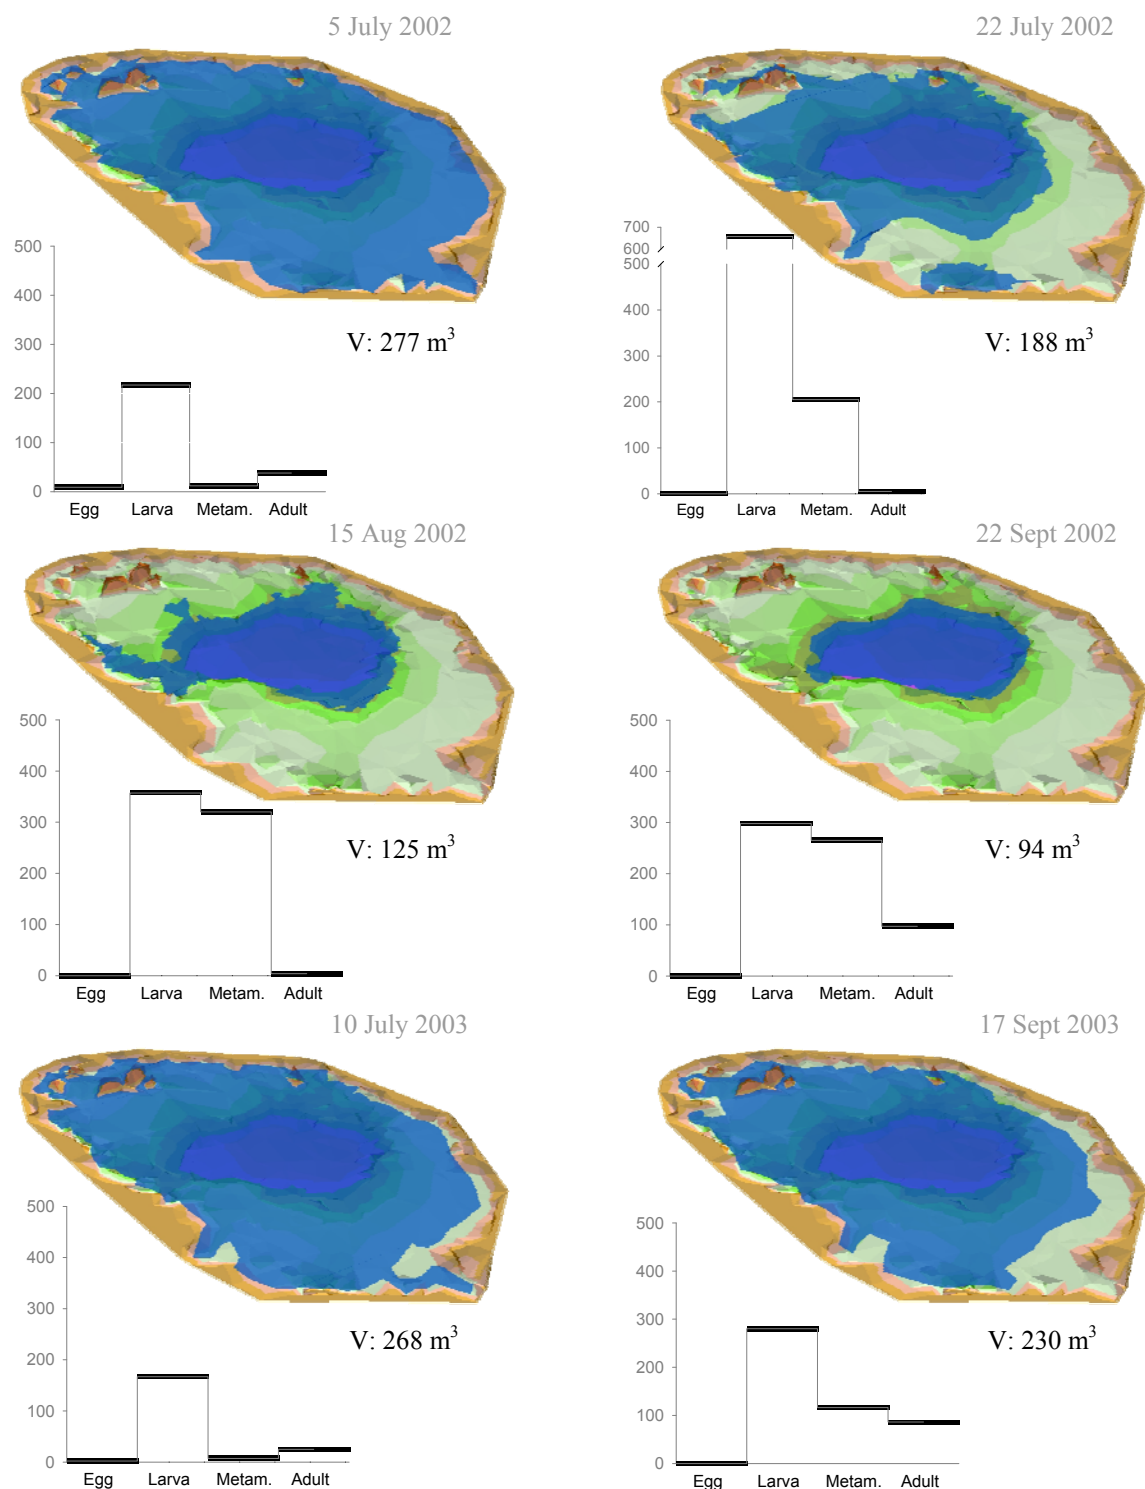 5 July 2002
500
400
300
200
100
0
Egg Larva Metam. Adult
V: 277 m³
22 July 2002
700
600
500
400
300
200
100
0
Egg Larva Metam. Adult
V: 188 m³
15 Aug 2002
500
400
300
200
100
0
Egg Larva Metam. Adult
V: 125 m³
22 Sept 2002
500
400
300
200
100
0
Egg Larva Metam. Adult
V: 94 m³
10 July 2003
500
400
300
200
100
0
Egg Larva Metam. Adult
V: 268 m³
17 Sept 2003
500
400
300
200
100
0
Egg Larva Metam. Adult
V: 230 m³